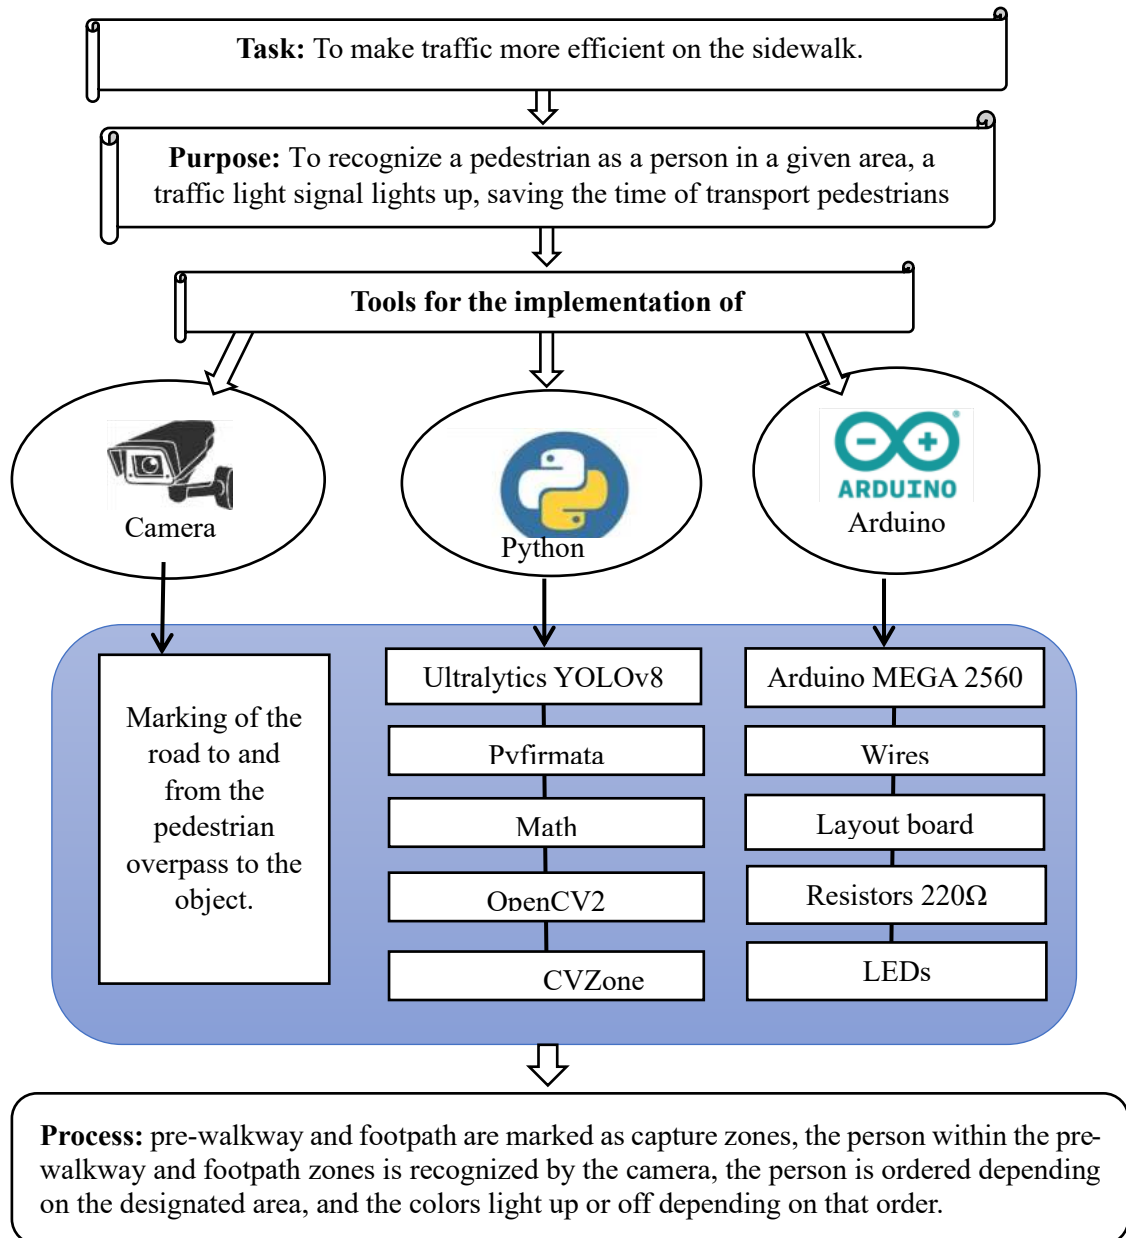 Task: To make traffic more efficient on the sidewalk.
Purpose: To recognize a pedestrian as a person in a given area, a
traffic light signal lights up, saving the time of transport pedestrians
Tools for the implementation of
ARDUINO
Camera
Python
Arduino
Marking of the
road to and
from the
pedestrian
overpass to the
object.
Ultralytics YOLOv8
Pyfirmata
Math
OpenCV2
CVZone
Arduino MEGA 2560
Wires
Layout board
Resistors 220Ω
LEDs
Process: pre-walkway and footpath are marked as capture zones, the person within the pre-
walkway and footpath zones is recognized by the camera, the person is ordered depending
on the designated area, and the colors light up or off depending on that order.